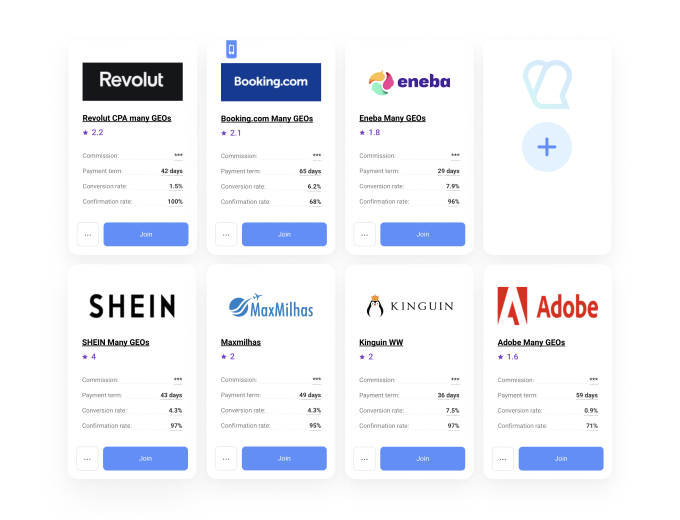 Revolut
Revolut CPA many GEOs
★ 2.2
Commission: ***
Payment term: 42 days
Conversion rate: 1.5%
Confirmation rate: 100%
... Join
Booking.com
Booking.com Many GEOs
★ 2.1
Commission: ***
Payment term: 65 days
Conversion rate: 6.2%
Confirmation rate: 68%
... Join
eneba
Eneba Many GEOs
★ 1.8
Commission: ***
Payment term: 29 days
Conversion rate: 7.9%
Confirmation rate: 96%
... Join
+
SHEIN
SHEIN Many GEOs
★ 4
Commission: ***
Payment term: 43 days
Conversion rate: 4.3%
Confirmation rate: 97%
... Join
MaxMilhas
Maxmilhas
★ 2
Commission: ***
Payment term: 49 days
Conversion rate: 4.3%
Confirmation rate: 95%
... Join
KINGUIN
Kinguin WW
★ 2
Commission: ***
Payment term: 36 days
Conversion rate: 7.5%
Confirmation rate: 97%
... Join
Adobe
Adobe Many GEOs
★ 1.6
Commission: ***
Payment term: 59 days
Conversion rate: 0.9%
Confirmation rate: 71%
... Join